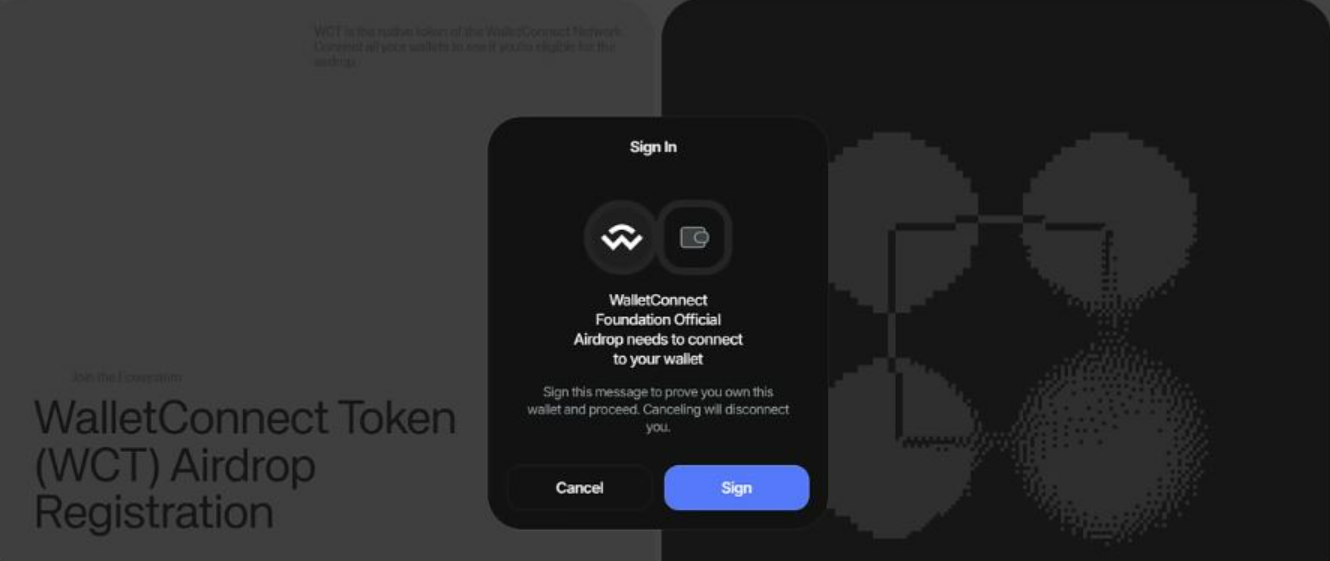 WCT is the native token of the WalletConnect Network.
Connect all your wallets to see if you're eligible for the
airdrop.
Sign In
WalletConnect
Foundation Official
Airdrop needs to connect
to your wallet
Sign this message to prove you own this
wallet and proceed. Canceling will disconnect
you.
Cancel
Sign
Join the Ecosystem
WalletConnect Token
(WCT) Airdrop
Registration